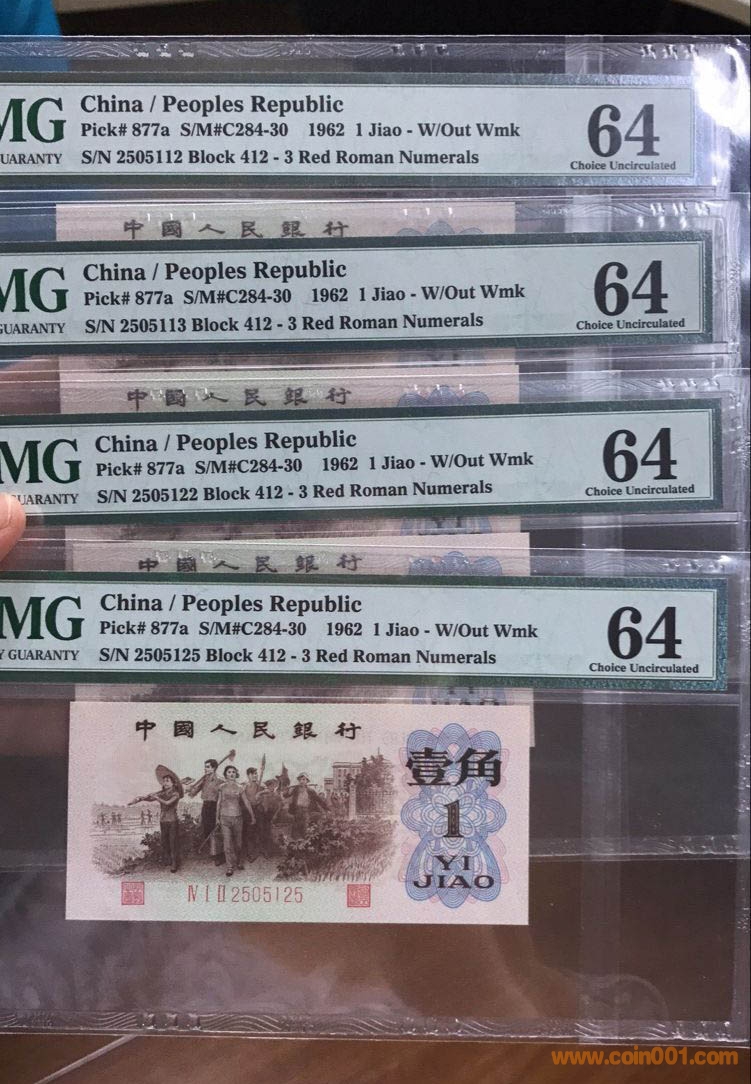 MG
China / Peoples Republic
Pick# 877a S/M#C284-30 1962 1 Jiao - W/Out Wmk
S/N 2505112 Block 412 - 3 Red Roman Numerals
64
Choice Uncirculated
UARANTY
中國人民銀行
MG
China / Peoples Republic
Pick# 877a S/M#C284-30 1962 1 Jiao - W/Out Wmk
S/N 2505113 Block 412 - 3 Red Roman Numerals
64
Choice Uncirculated
GUARANTY
中國人民銀行
MG
China / Peoples Republic
Pick# 877a S/M#C284-30 1962 1 Jiao - W/Out Wmk
S/N 2505122 Block 412 - 3 Red Roman Numerals
64
Choice Uncirculated
UARANTY
YI
中國人民銀行
MG
China / Peoples Republic
Pick# 877a S/M#C284-30 1962 1 Jiao - W/Out Wmk
S/N 2505125 Block 412 - 3 Red Roman Numerals
64
Choice Uncirculated
Y GUARANTY
YI
JIAO
中國人民銀行
壹角
1
YI
JIAO
Ⅳ Ⅰ Ⅱ 2505125
www.coin001.com